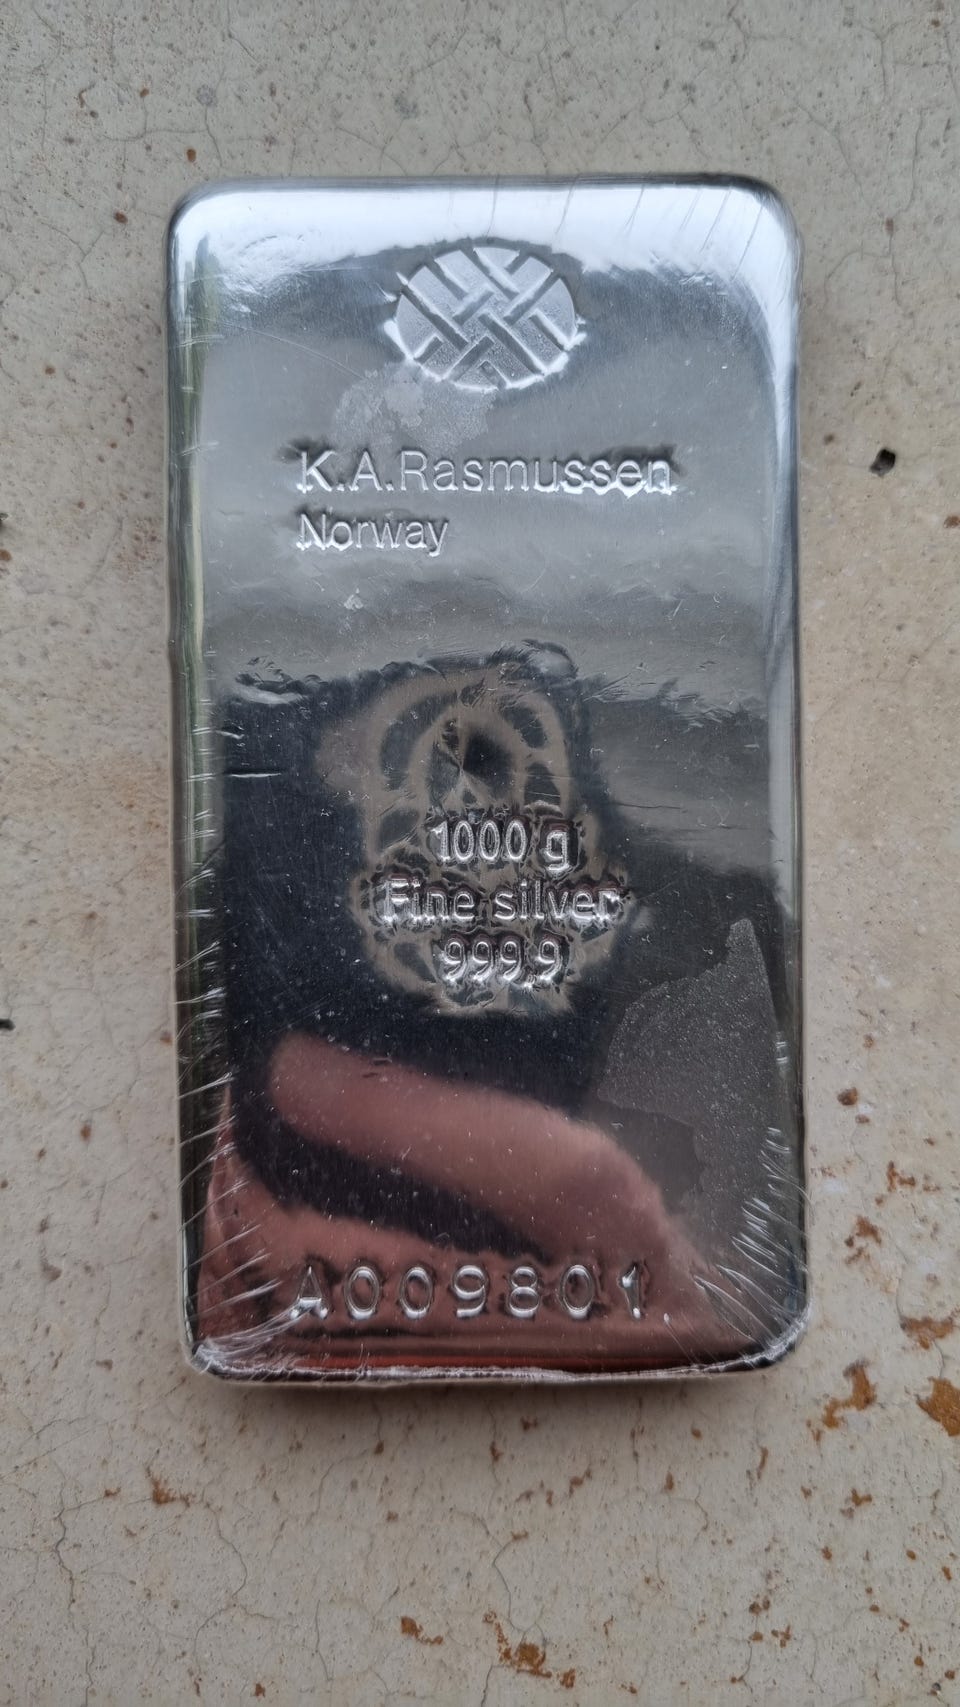 K.A.Rasmussen
Norway
1000 g
Fine silver
999,9
A009801